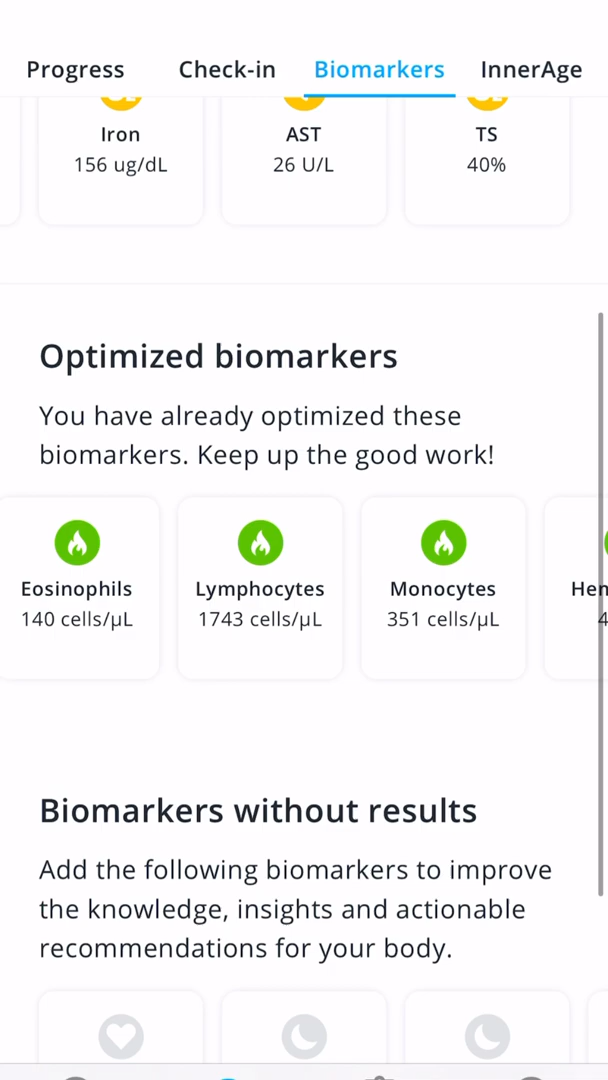 Progress Check-in Biomarkers InnerAge
Iron AST TS
156 ug/dL 26 U/L 40%
Optimized biomarkers
You have already optimized these
biomarkers. Keep up the good work!
Eosinophils Lymphocytes Monocytes
140 cells/µL 1743 cells/µL 351 cells/µL
Biomarkers without results
Add the following biomarkers to improve
the knowledge, insights and actionable
recommendations for your body.